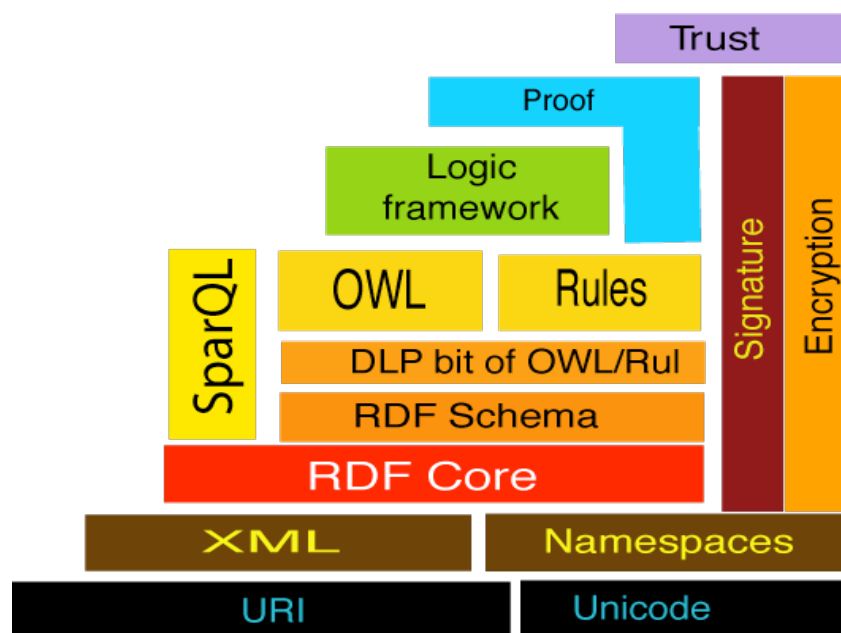 Trust
Proof
Logic
framework
Signature
Encryption
SparQL
OWL
Rules
DLP bit of OWL/Rul
RDF Schema
RDF Core
XML
Namespaces
URI
Unicode